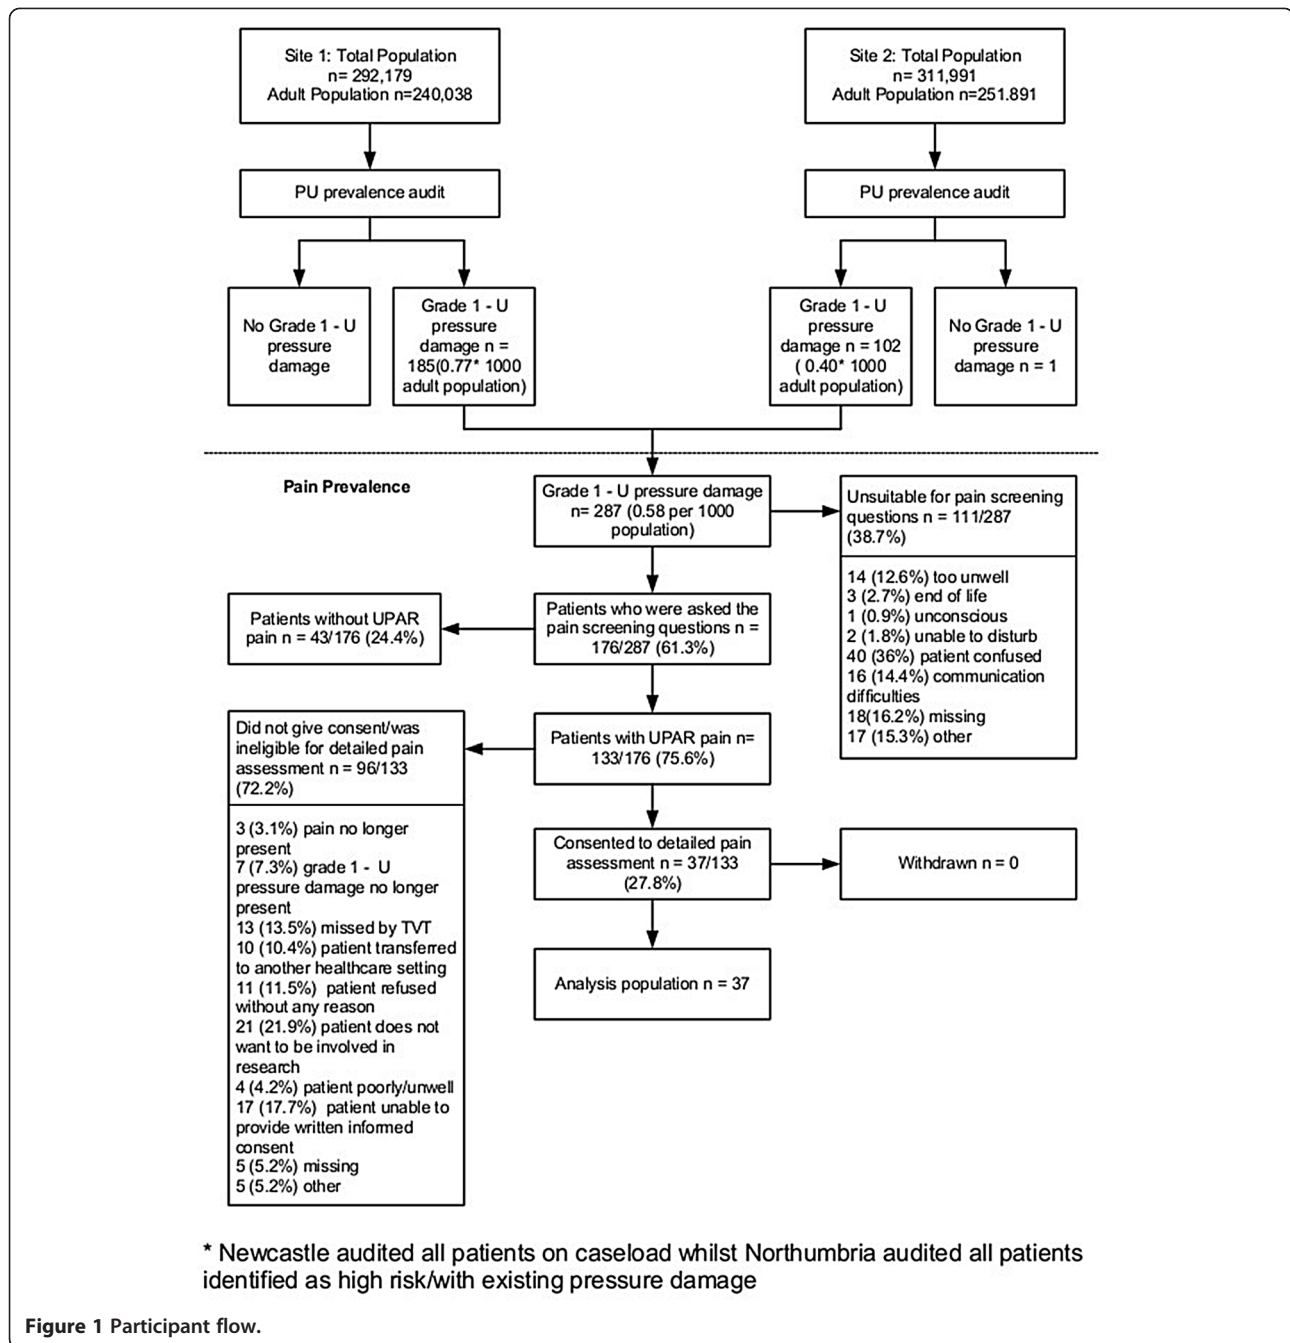 Site 1: Total Population
n= 292,179
Adult Population n=240,038
Site 2: Total Population
n= 311,991
Adult Population n=251.891
PU prevalence audit
PU prevalence audit
No Grade 1 - U
pressure
damage
Grade 1 - U
pressure
damage n =
185(0.77* 1000
adult population)
Grade 1 - U
pressure
damage n = 102
( 0.40* 1000
adult population)
No Grade 1 - U
pressure
damage n = 1
Pain Prevalence
Grade 1 - U pressure damage
n= 287 (0.58 per 1000
population)
Unsuitable for pain screening
questions n = 111/287
(38.7%)
14 (12.6%) too unwell
3 (2.7%) end of life
1 (0.9%) unconscious
2 (1.8%) unable to disturb
40 (36%) patient confused
16 (14.4%) communication
difficulties
18(16.2%) missing
17 (15.3%) other
Patients without UPAR
pain n = 43/176 (24.4%)
Patients who were asked the
pain screening questions n =
176/287 (61.3%)
Did not give consent/was
ineligible for detailed pain
assessment n = 96/133
(72.2%)
3 (3.1%) pain no longer
present
7 (7.3%) grade 1 - U
pressure damage no longer
present
13 (13.5%) missed by TVT
10 (10.4%) patient transferred
to another healthcare setting
11 (11.5%) patient refused
without any reason
21 (21.9%) patient does not
want to be involved in
research
4 (4.2%) patient poorly/unwell
17 (17.7%) patient unable to
provide written informed
consent
5 (5.2%) missing
5 (5.2%) other
Patients with UPAR pain n=
133/176 (75.6%)
Consented to detailed pain
assessment n = 37/133
(27.8%)
Withdrawn n = 0
Analysis population n = 37
* Newcastle audited all patients on caseload whilst Northumbria audited all patients
identified as high risk/with existing pressure damage
Figure 1 Participant flow.